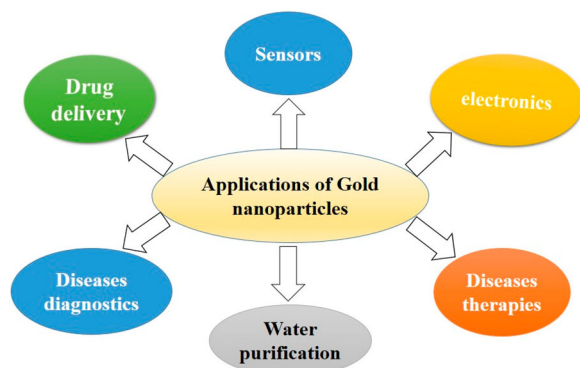 Sensors
Drug
delivery
electronics
Applications of Gold
nanoparticles
Diseases
diagnostics
Diseases
therapies
Water
purification